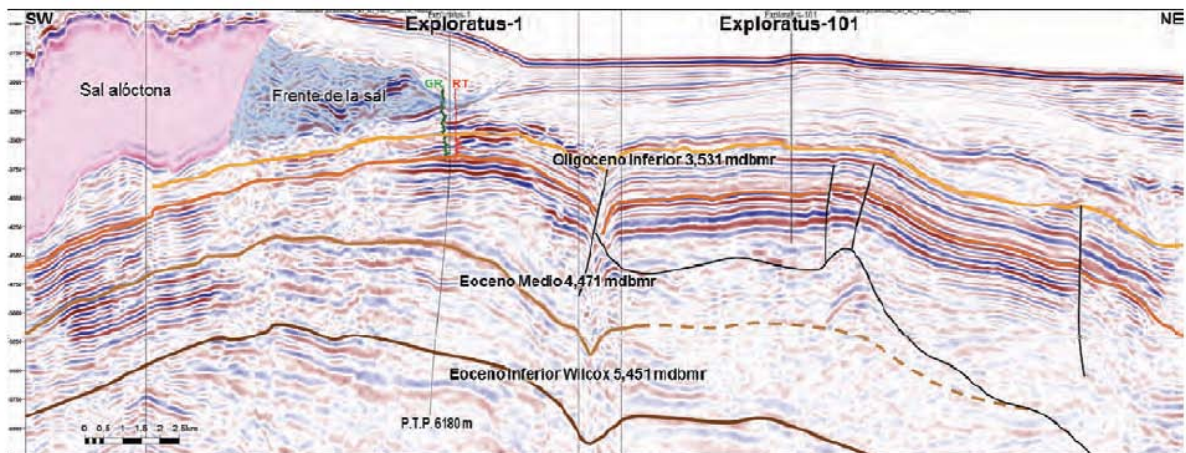 SW
Exploratus-1
Exploratus-101
NE
Sal alóctona
Frente de la sal
GR
RT
Oligoceno Inferior 3,531 mdbmr
Eoceno Medio 4,471 mdbmr
Eoceno Inferior Wilcox 5,451 mdbmr
P.T.P. 6180 m
0 0.5 1 1.5 2 2.5km